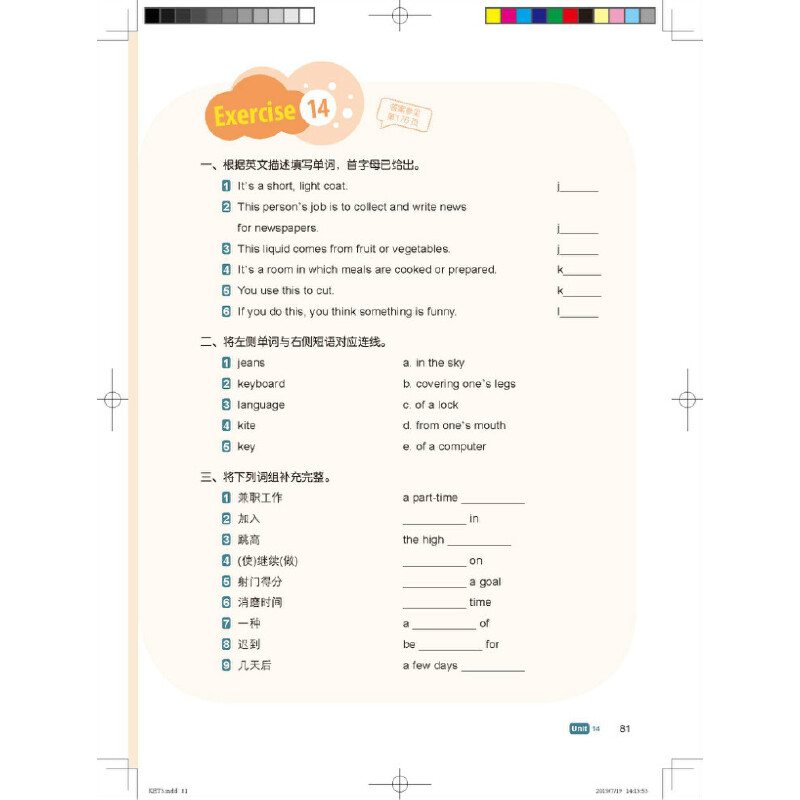 Exercise 14
答案参见
第176页
一、根据英文描述填写单词，首字母已给出。
1 It's a short, light coat. j______
2 This person's job is to collect and write news
for newspapers. j______
3 This liquid comes from fruit or vegetables. j______
4 It's a room in which meals are cooked or prepared. k______
5 You use this to cut. k______
6 If you do this, you think something is funny. l______
二、将左侧单词与右侧短语对应连线。
1 jeans a. in the sky
2 keyboard b. covering one's legs
3 language c. of a lock
4 kite d. from one's mouth
5 key e. of a computer
三、将下列词组补充完整。
1 兼职工作 a part-time __________
2 加入 __________ in
3 跳高 the high __________
4 (使)继续(做) __________ on
5 射门得分 __________ a goal
6 消磨时间 __________ time
7 一种 a __________ of
8 迟到 be __________ for
9 几天后 a few days __________
Unit 14 81
KET3.indd 81 2019/7/19 14:13:53